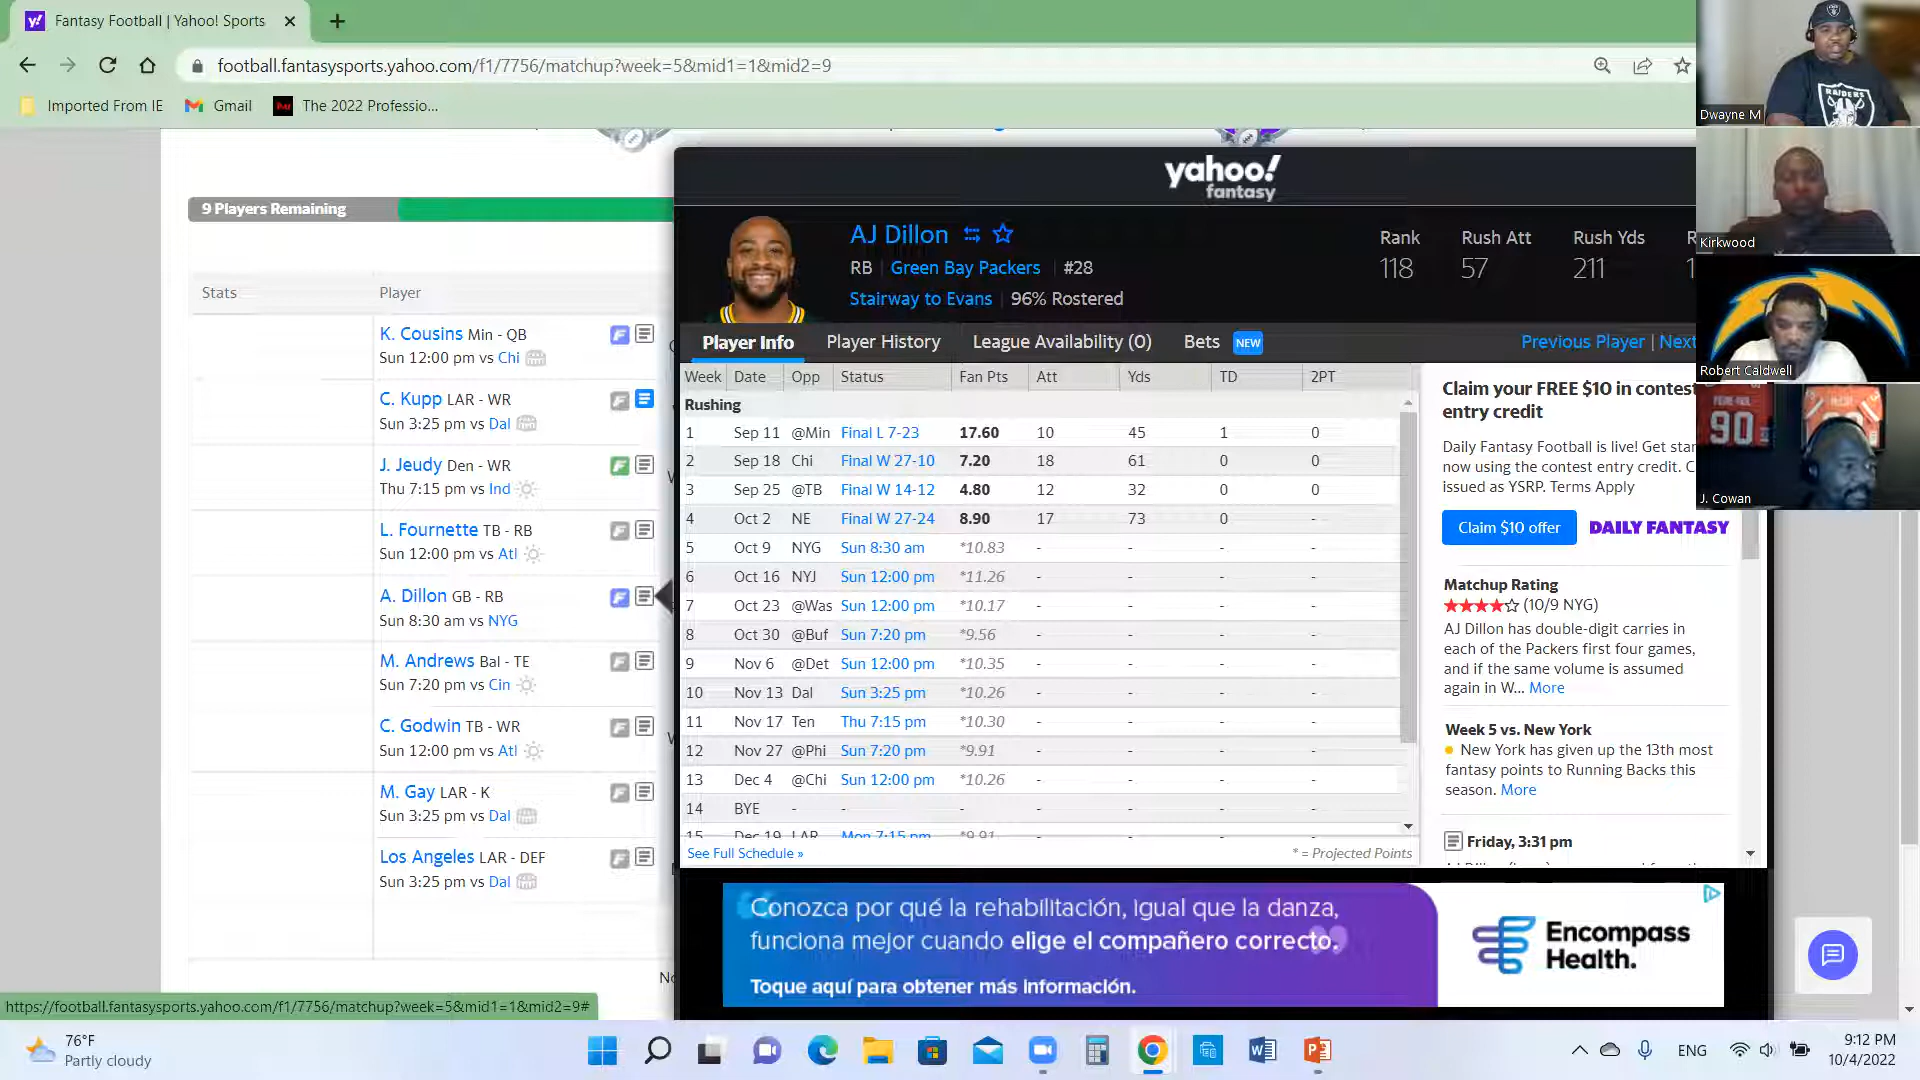 Fantasy Football | Yahoo! Sports
football.fantasysports.yahoo.com/f1/7756/matchup?week=5&mid1=1&mid2=9
Imported From IE
Gmail
The 2022 Professio...
9 Players Remaining
Stats
Player
K. Cousins Min - QB
Sun 12:00 pm vs Chi
C. Kupp LAR - WR
Sun 3:25 pm vs Dal
J. Jeudy Den - WR
Thu 7:15 pm vs Ind
L. Fournette TB - RB
Sun 12:00 pm vs Atl
A. Dillon GB - RB
Sun 8:30 am vs NYG
M. Andrews Bal - TE
Sun 7:20 pm vs Cin
C. Godwin TB - WR
Sun 12:00 pm vs Atl
M. Gay LAR - K
Sun 3:25 pm vs Dal
Los Angeles LAR - DEF
Sun 3:25 pm vs Dal
yahoo!
fantasy
AJ Dillon
RB | Green Bay Packers | #28
Stairway to Evans | 96% Rostered
Rank Rush Att Rush Yds
118 57 211
Player Info Player History League Availability (0) Bets NEW
Previous Player | Next
Week Date Opp Status Fan Pts Att Yds TD 2PT
Rushing
1 Sep 11 @Min Final L 7-23 17.60 10 45 1 0
2 Sep 18 Chi Final W 27-10 7.20 18 61 0 0
3 Sep 25 @TB Final W 14-12 4.80 12 32 0 0
4 Oct 2 NE Final W 27-24 8.90 17 73 0 -
5 Oct 9 NYG Sun 8:30 am *10.83 - - - -
6 Oct 16 NYJ Sun 12:00 pm *11.26 - - - -
7 Oct 23 @Was Sun 12:00 pm *10.17 - - - -
8 Oct 30 @Buf Sun 7:20 pm *9.56 - - - -
9 Nov 6 @Det Sun 12:00 pm *10.35 - - - -
10 Nov 13 Dal Sun 3:25 pm *10.26 - - - -
11 Nov 17 Ten Thu 7:15 pm *10.30 - - - -
12 Nov 27 @Phi Sun 7:20 pm *9.91 - - - -
13 Dec 4 @Chi Sun 12:00 pm *10.26 - - - -
14 BYE - - - - - - -
15 Dec 19 LAR Mon 7:15 pm *9.91
See Full Schedule »
* = Projected Points
Claim your FREE $10 in contest
entry credit
Daily Fantasy Football is live! Get star
now using the contest entry credit. C
issued as YSRP. Terms Apply
Claim $10 offer
DAILY FANTASY
Matchup Rating
(10/9 NYG)
AJ Dillon has double-digit carries in
each of the Packers first four games,
and if the same volume is assumed
again in W... More
Week 5 vs. New York
New York has given up the 13th most
fantasy points to Running Backs this
season. More
Friday, 3:31 pm
Conozca por qué la rehabilitación, igual que la danza,
funciona mejor cuando elige el compañero correcto.
Toque aquí para obtener más información.
Encompass
Health.
Dwayne M
RAIDERS
Kirkwood
Robert Caldwell
90
J. Cowan
https://football.fantasysports.yahoo.com/f1/7756/matchup?week=5&mid1=1&mid2=9#
76°F
Partly cloudy
ENG
9:12 PM
10/4/2022